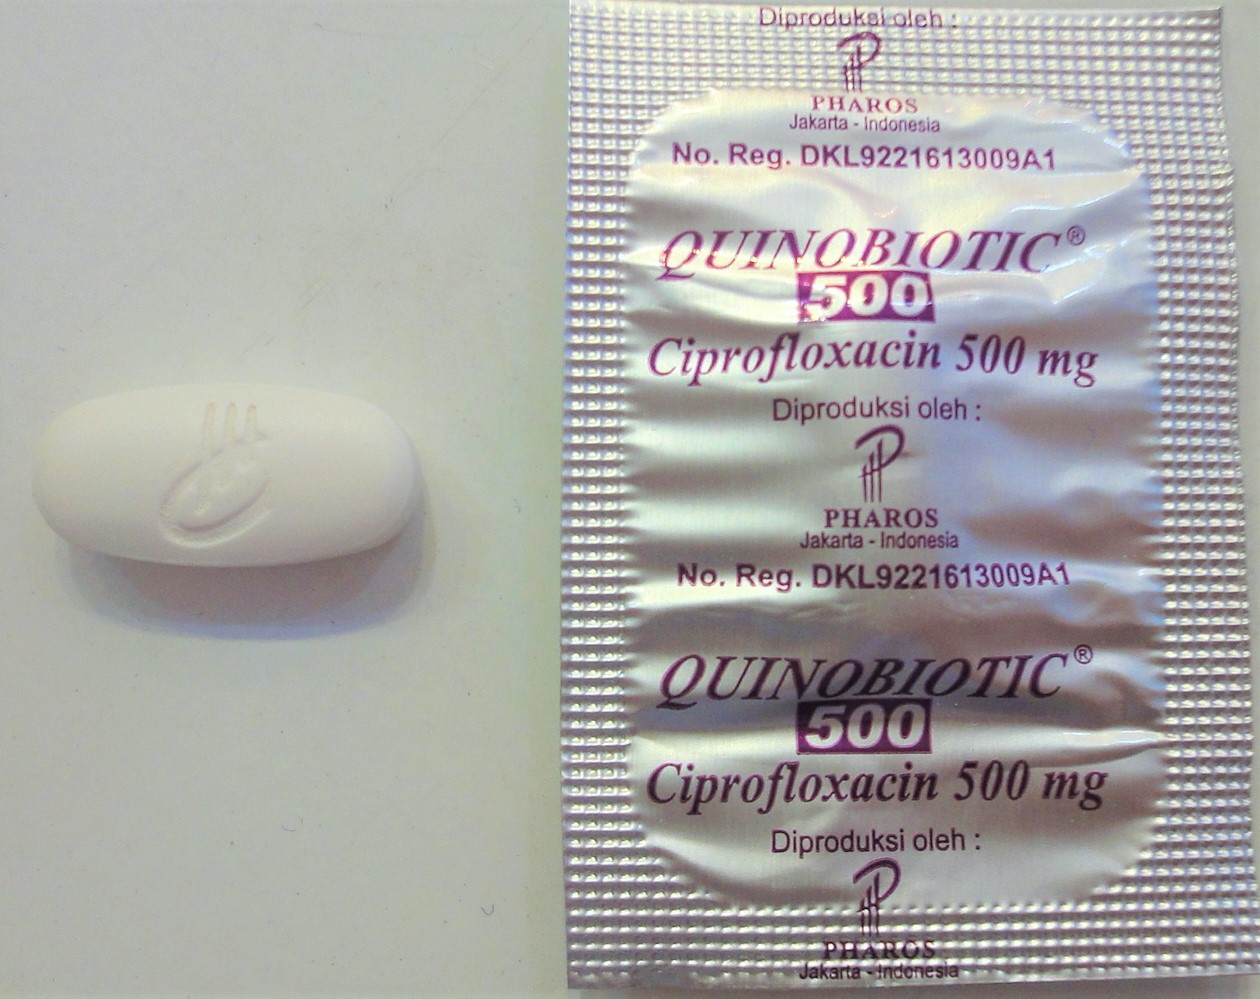 Diproduksi oleh :
PHAROS
Jakarta - Indonesia
No. Reg. DKL9221613009A1
QUINOBIOTIC®
500
Ciprofloxacin 500 mg
Diproduksi oleh :
PHAROS
Jakarta - Indonesia
No. Reg. DKL9221613009A1
QUINOBIOTIC®
500
Ciprofloxacin 500 mg
Diproduksi oleh :
PHAROS
Jakarta - Indonesia